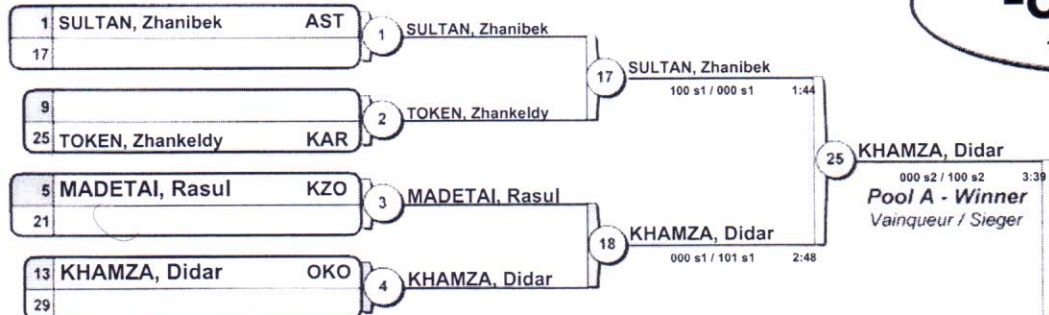 1 SULTAN, Zhanibek AST
17
1 SULTAN, Zhanibek
9
25 TOKEN, Zhankeldy KAR
2 TOKEN, Zhankeldy
17 SULTAN, Zhanibek
100 s1 / 000 s1 1:44
5 MADETAI, Rasul KZO
21
3 MADETAI, Rasul
13 KHAMZA, Didar OKO
29
4 KHAMZA, Didar
18 KHAMZA, Didar
000 s1 / 101 s1 2:48
25 KHAMZA, Didar
000 s2 / 100 s2 3:39
Pool A - Winner
Vainqueur / Sieger